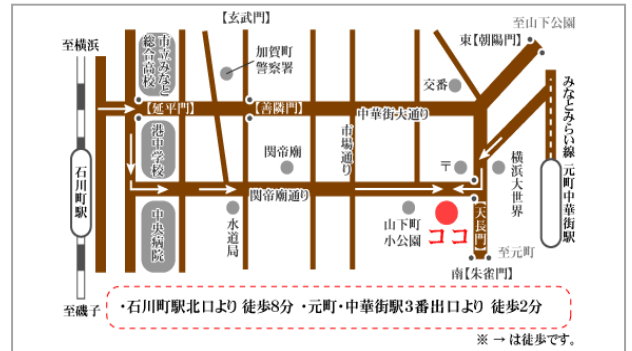 【玄武門】
至山下公園
至横浜
市立みなと
総合高校
加賀町
警察署
東【朝陽門】
交番
みなとみらい線 元町中華街駅
【延平門】
【善隣門】
中華街大通り
港中学校
関帝廟
市場通り
〒
横浜大世界
石川町駅
関帝廟通り
中央病院
水道局
山下町
小公園
ココ
【天長門】
至元町
南【朱雀門】
至磯子
・石川町駅北口より 徒歩8分 ・元町・中華街駅3番出口より 徒歩2分
※ → は徒歩です。